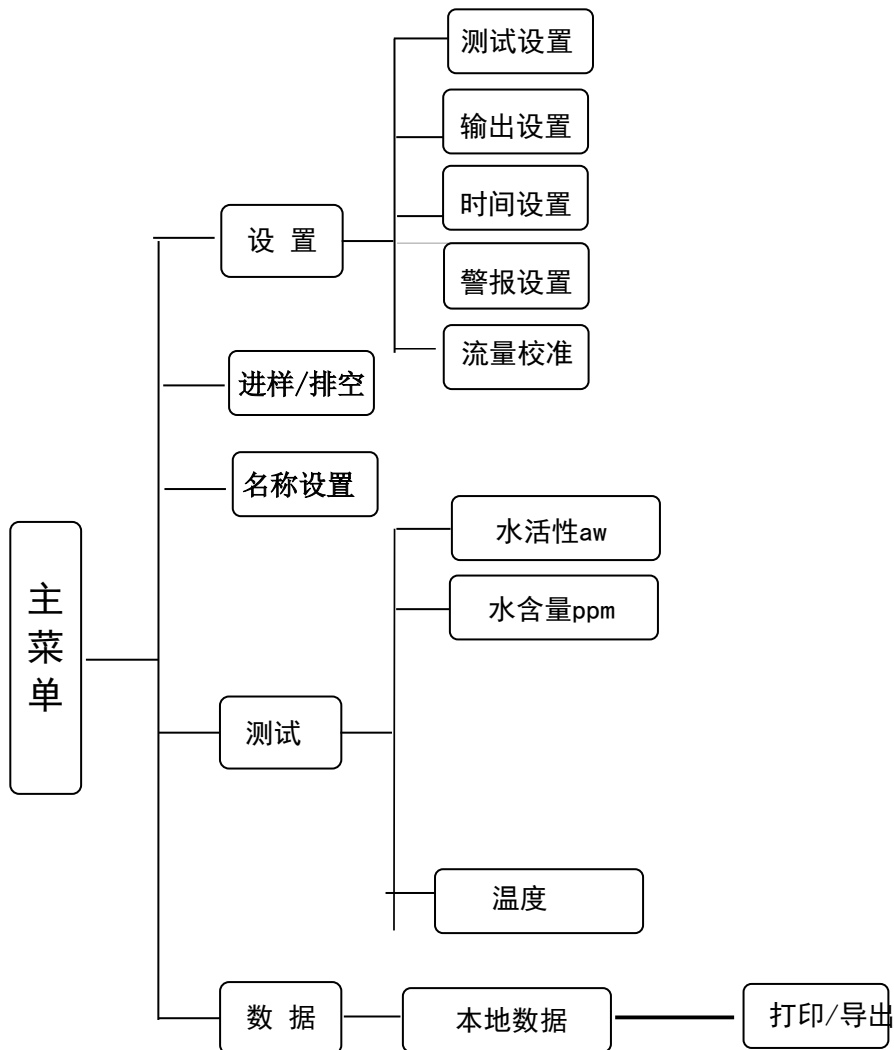 测试设置
输出设置
时间设置
设 置
警报设置
流量校准
进样/排空
名称设置
水活性aw
水含量ppm
主
菜
单
测试
温度
数 据
本地数据
打印/导出